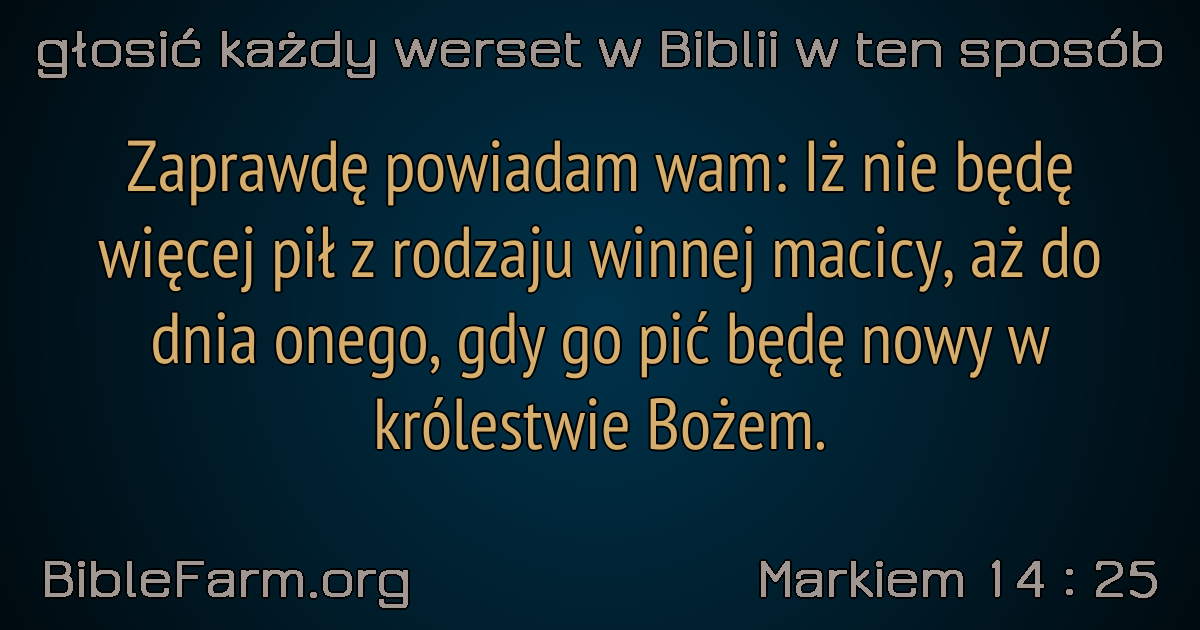 głosić każdy werset w Biblii w ten sposób
Zaprawdę powiadam wam: Iż nie będę
więcej pił z rodzaju winnej macicy, aż do
dnia onego, gdy go pić będę nowy w
królestwie Bożem.
BibleFarm.org
Markiem 14 : 25